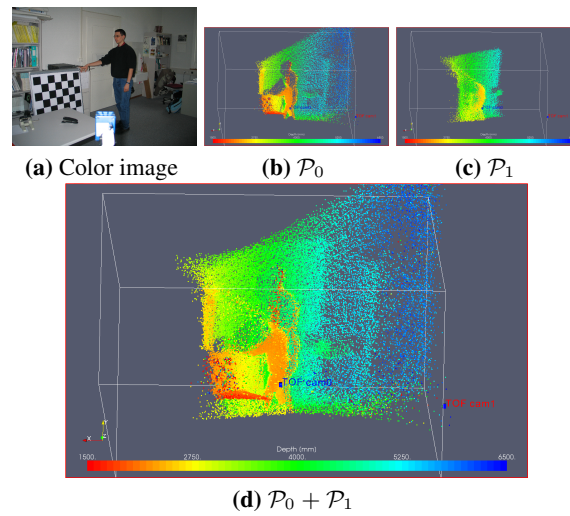 (a) Color image
(b) P₀
(c) P₁
TOF cam0
TOF cam1
Depth (mm)
1500. 2750. 4000. 5250. 6500.
(d) P₀ + P₁